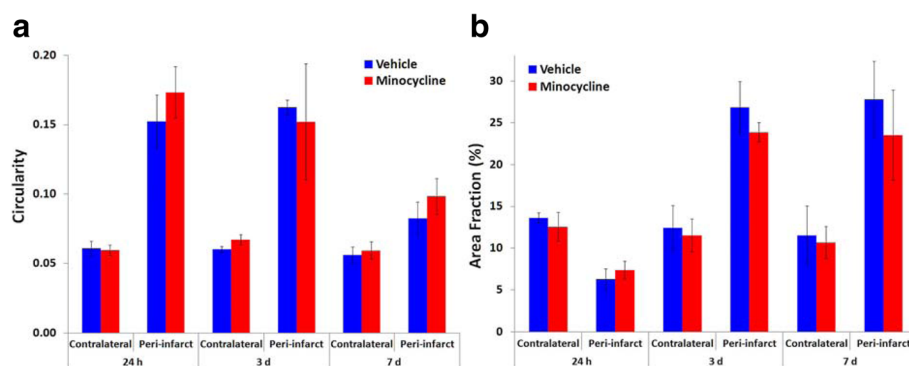 a
0.20
0.15
0.10
0.05
0.00
Circularity
Vehicle
Minocycline
Contralateral Peri-infarct Contralateral Peri-infarct Contralateral Peri-infarct
24 h 3 d 7 d
b
30
25
20
15
10
5
0
Area Fraction (%)
Vehicle
Minocycline
Contralateral Peri-infarct Contralateral Peri-infarct Contralateral Peri-infarct
24 h 3 d 7 d